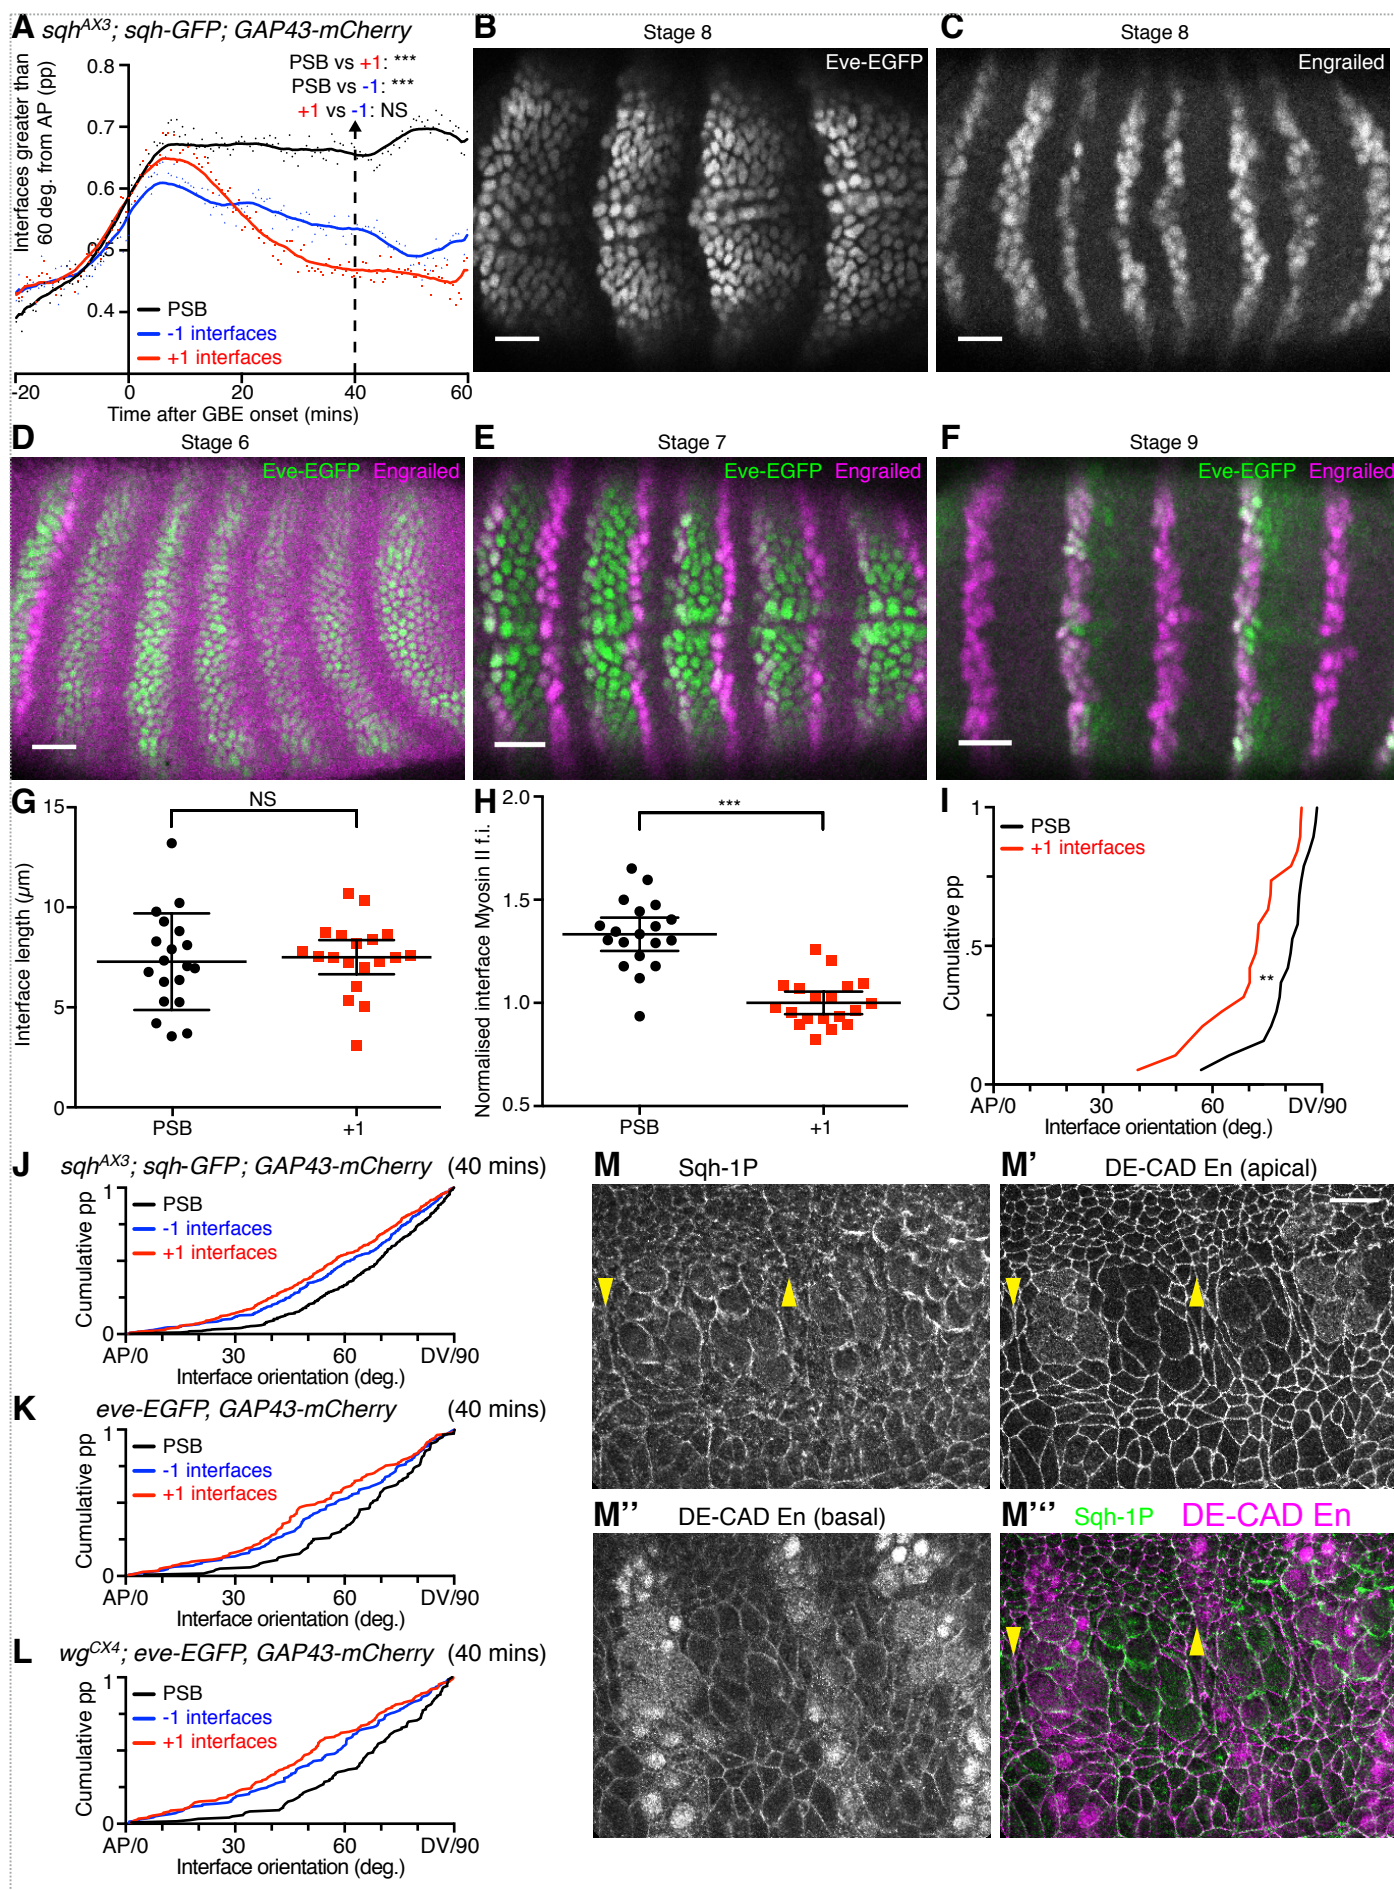 A sqhAX3; sqh-GFP; GAP43-mCherry
Interfaces greater than
60 deg. from AP (pp)
0.8
0.7
0.6
0.5
0.4
PSB vs +1: ***
PSB vs -1: ***
+1 vs -1: NS
PSB
-1 interfaces
+1 interfaces
-20 0 20 40 60
Time after GBE onset (mins)
B Stage 8
Eve-EGFP
C Stage 8
Engrailed
D Stage 6
Eve-EGFP Engrailed
E Stage 7
Eve-EGFP Engrailed
F Stage 9
Eve-EGFP Engrailed
G
Interface length (µm)
15
10
5
0
NS
PSB +1
H
Normalised interface Myosin II f.i.
2.0
1.5
1.0
0.5
***
PSB +1
I
Cumulative pp
1
.5
0
PSB
+1 interfaces
**
AP/0 30 60 DV/90
Interface orientation (deg.)
J sqhAX3; sqh-GFP; GAP43-mCherry (40 mins)
Cumulative pp
1
0
PSB
-1 interfaces
+1 interfaces
AP/0 30 60 DV/90
Interface orientation (deg.)
K eve-EGFP, GAP43-mCherry (40 mins)
Cumulative pp
1
0
PSB
-1 interfaces
+1 interfaces
AP/0 30 60 DV/90
Interface orientation (deg.)
L wgCX4; eve-EGFP, GAP43-mCherry (40 mins)
Cumulative pp
1
0
PSB
-1 interfaces
+1 interfaces
AP/0 30 60 DV/90
Interface orientation (deg.)
M Sqh-1P
M' DE-CAD En (apical)
M’’ DE-CAD En (basal)
M’’‘ Sqh-1P DE-CAD En